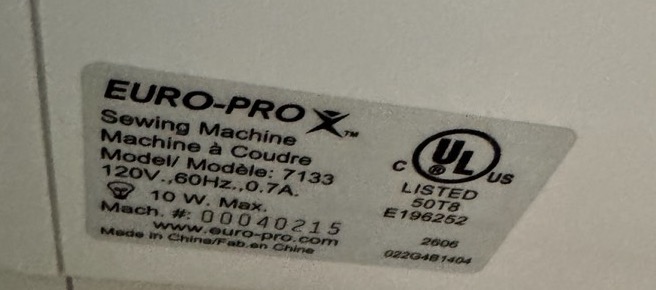 EURO-PRO X™
Sewing Machine
Machine à Coudre
Model/ Modèle: 7133
120V.,60Hz.,0.7A.
10 W. Max.
Mach. #: 00040215
www.euro-pro.com
Made in China/Fab.en Chine
C UL ® US
LISTED
50T8
E196252
2606
022G4B1404